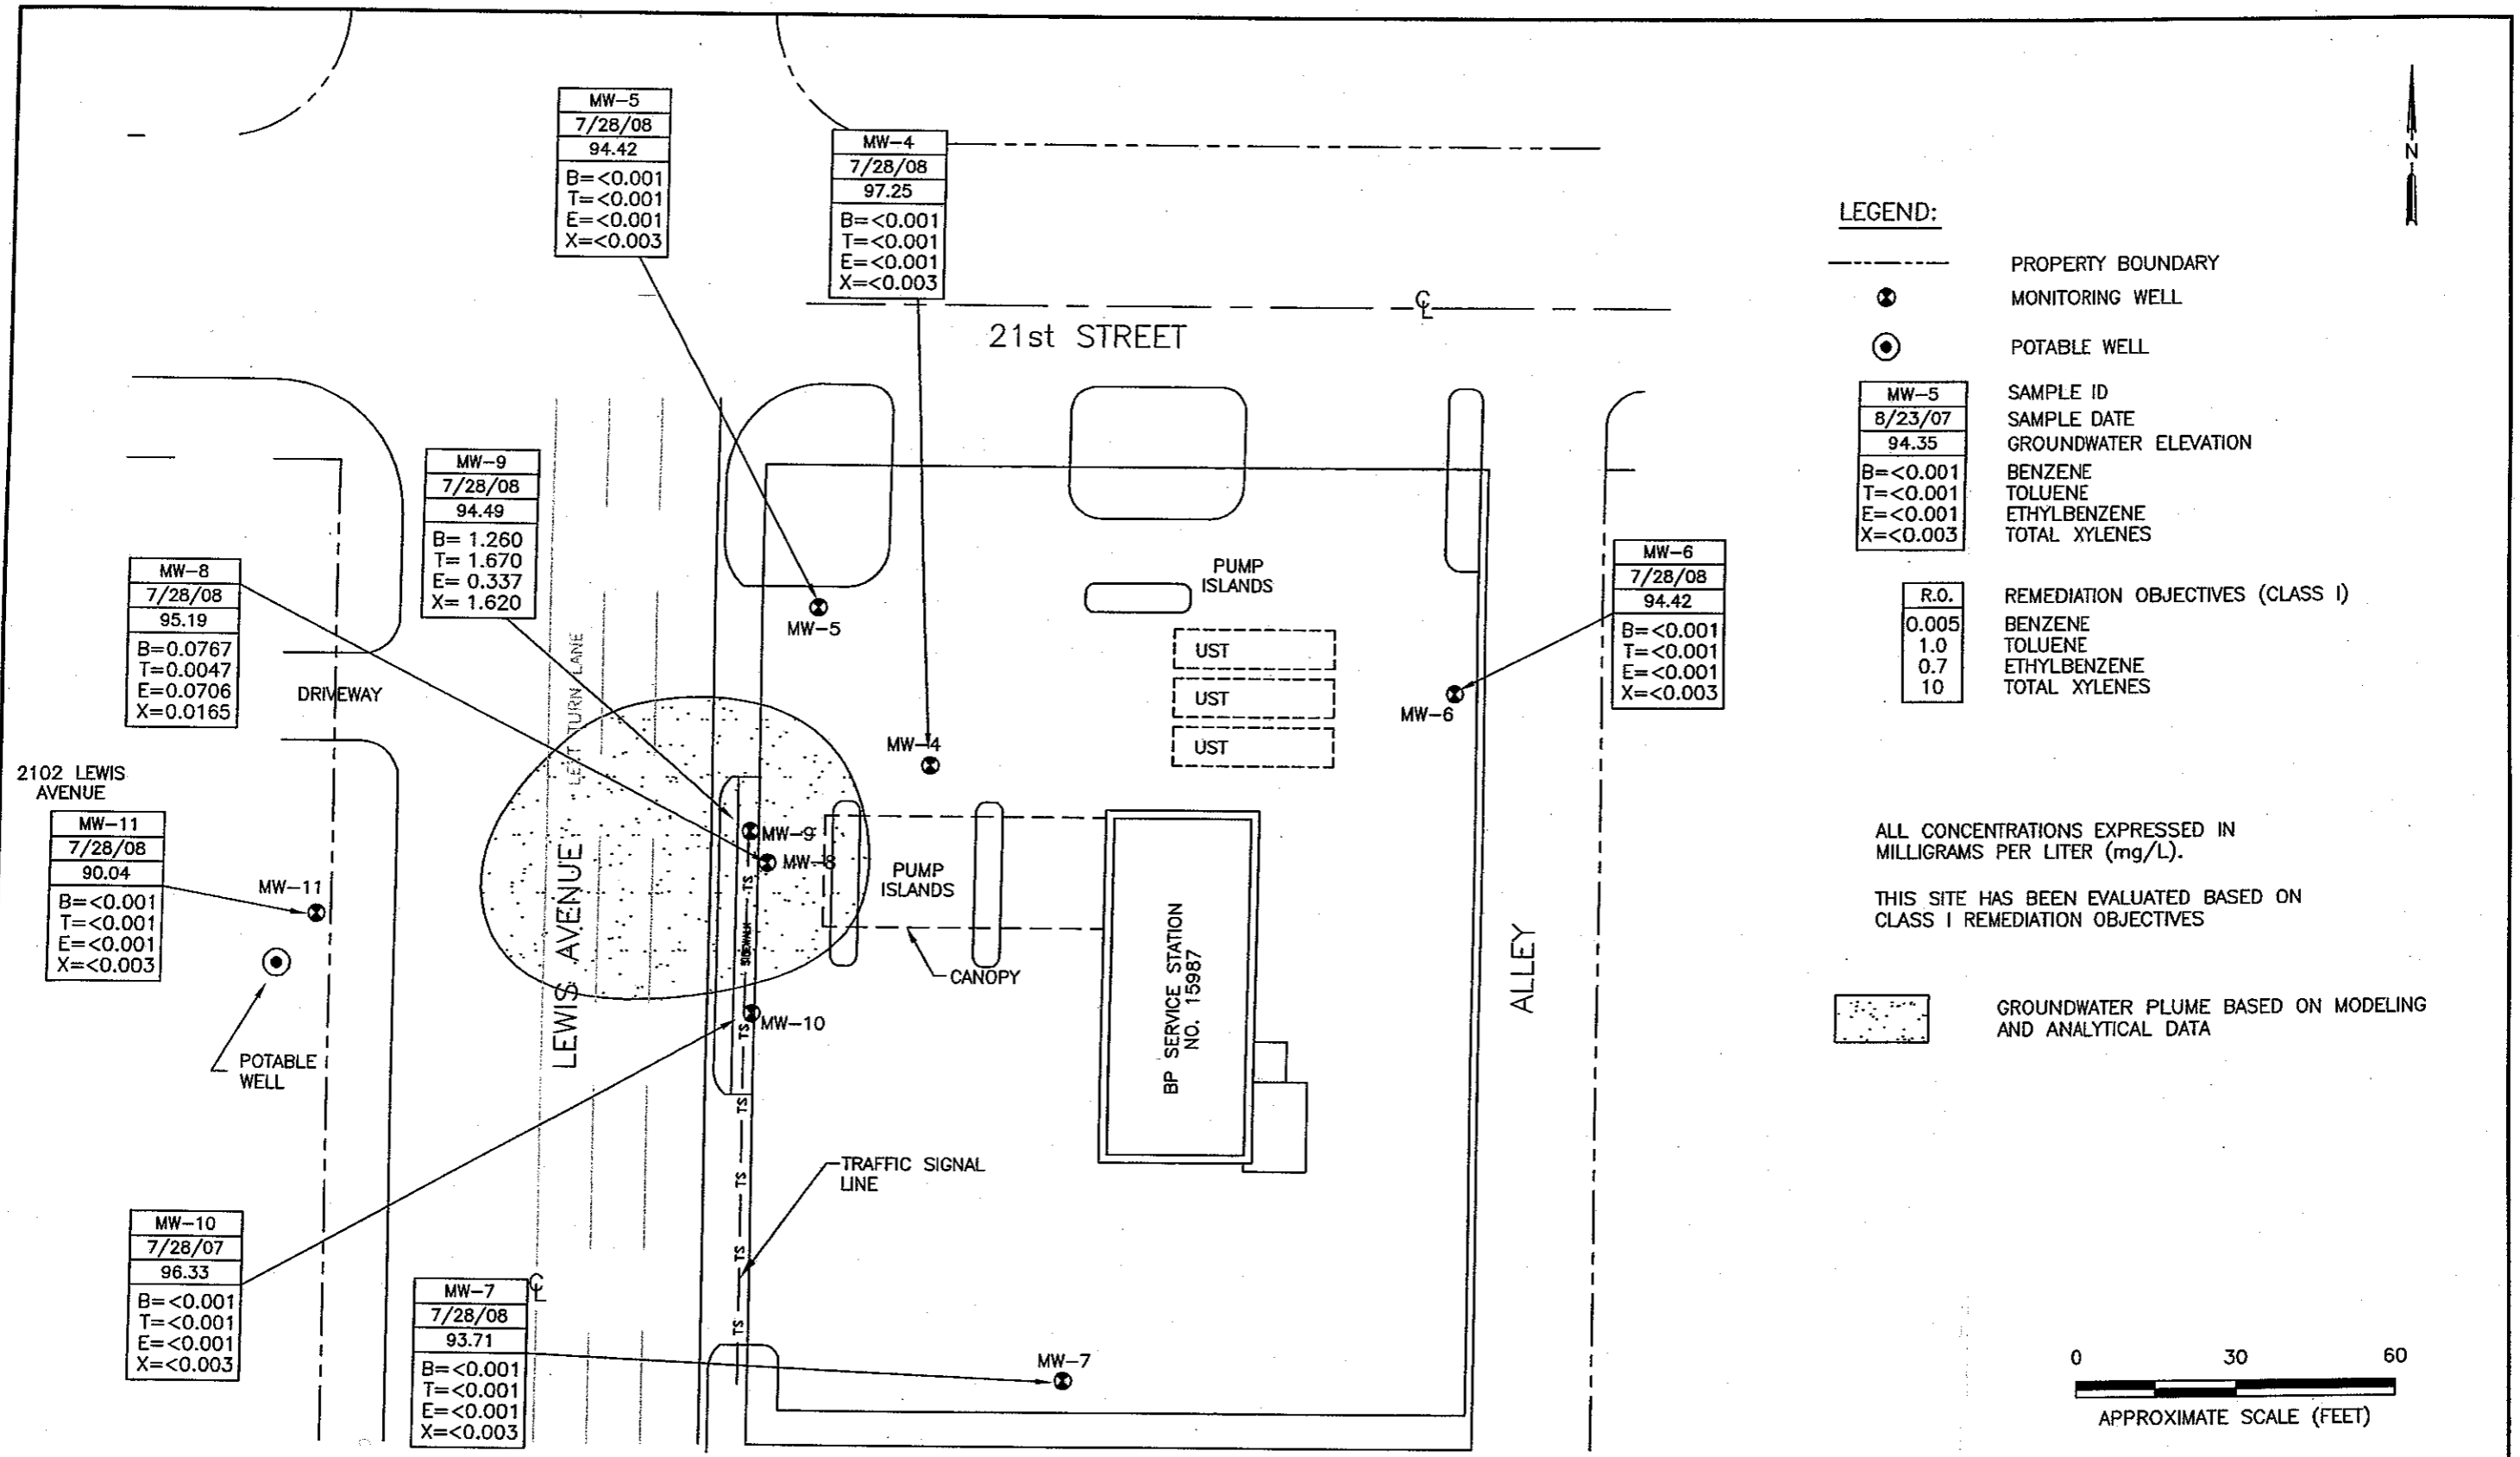 MW-5
7/28/08
94.42
B=<0.001
T=<0.001
E=<0.001
X=<0.003
MW-4
7/28/08
97.25
B=<0.001
T=<0.001
E=<0.001
X=<0.003
N
21st STREET
LEGEND:
PROPERTY BOUNDARY
MONITORING WELL
POTABLE WELL
MW-5 SAMPLE ID
8/23/07 SAMPLE DATE
94.35 GROUNDWATER ELEVATION
B=<0.001 BENZENE
T=<0.001 TOLUENE
E=<0.001 ETHYLBENZENE
X=<0.003 TOTAL XYLENES
R.O. REMEDIATION OBJECTIVES (CLASS I)
0.005 BENZENE
1.0 TOLUENE
0.7 ETHYLBENZENE
10 TOTAL XYLENES
ALL CONCENTRATIONS EXPRESSED IN
MILLIGRAMS PER LITER (mg/L).
THIS SITE HAS BEEN EVALUATED BASED ON
CLASS I REMEDIATION OBJECTIVES
GROUNDWATER PLUME BASED ON MODELING
AND ANALYTICAL DATA
MW-9
7/28/08
94.49
B= 1.260
T= 1.670
E= 0.337
X= 1.620
MW-8
7/28/08
95.19
B=0.0767
T=0.0047
E=0.0706
X=0.0165
DRIVEWAY
LEFT TURN LANE
MW-5
PUMP
ISLANDS
UST
UST
UST
MW-6
7/28/08
94.42
B=<0.001
T=<0.001
E=<0.001
X=<0.003
MW-6
MW-4
2102 LEWIS
AVENUE
MW-11
7/28/08
90.04
B=<0.001
T=<0.001
E=<0.001
X=<0.003
MW-11
POTABLE
WELL
LEWIS AVENUE
MW-9
MW-8
TS
SIDEWALK
TS
MW-10
PUMP
ISLANDS
CANOPY
BP SERVICE STATION
NO. 15987
ALLEY
TS
TS
TS
TS
TRAFFIC SIGNAL
LINE
MW-10
7/28/07
96.33
B=<0.001
T=<0.001
E=<0.001
X=<0.003
CL
CL
MW-7
7/28/08
93.71
B=<0.001
T=<0.001
E=<0.001
X=<0.003
MW-7
0 30 60
APPROXIMATE SCALE (FEET)